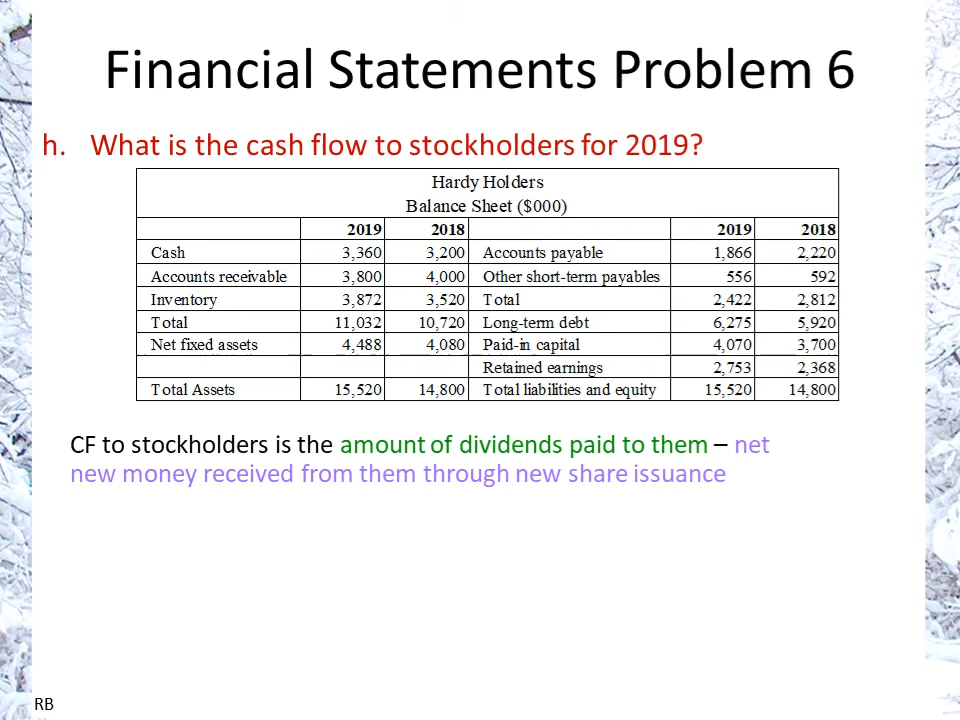 Financial Statements Problem 6
h. What is the cash flow to stockholders for 2019?
Hardy Holders
Balance Sheet ($000)
2019 2018 2019 2018
Cash 3,360 3,200 Accounts payable 1,866 2,220
Accounts receivable 3,800 4,000 Other short-term payables 556 592
Inventory 3,872 3,520 Total 2,422 2,812
Total 11,032 10,720 Long-term debt 6,275 5,920
Net fixed assets 4,488 4,080 Paid-in capital 4,070 3,700
Retained earnings 2,753 2,368
Total Assets 15,520 14,800 Total liabilities and equity 15,520 14,800
CF to stockholders is the amount of dividends paid to them – net
new money received from them through new share issuance
RB